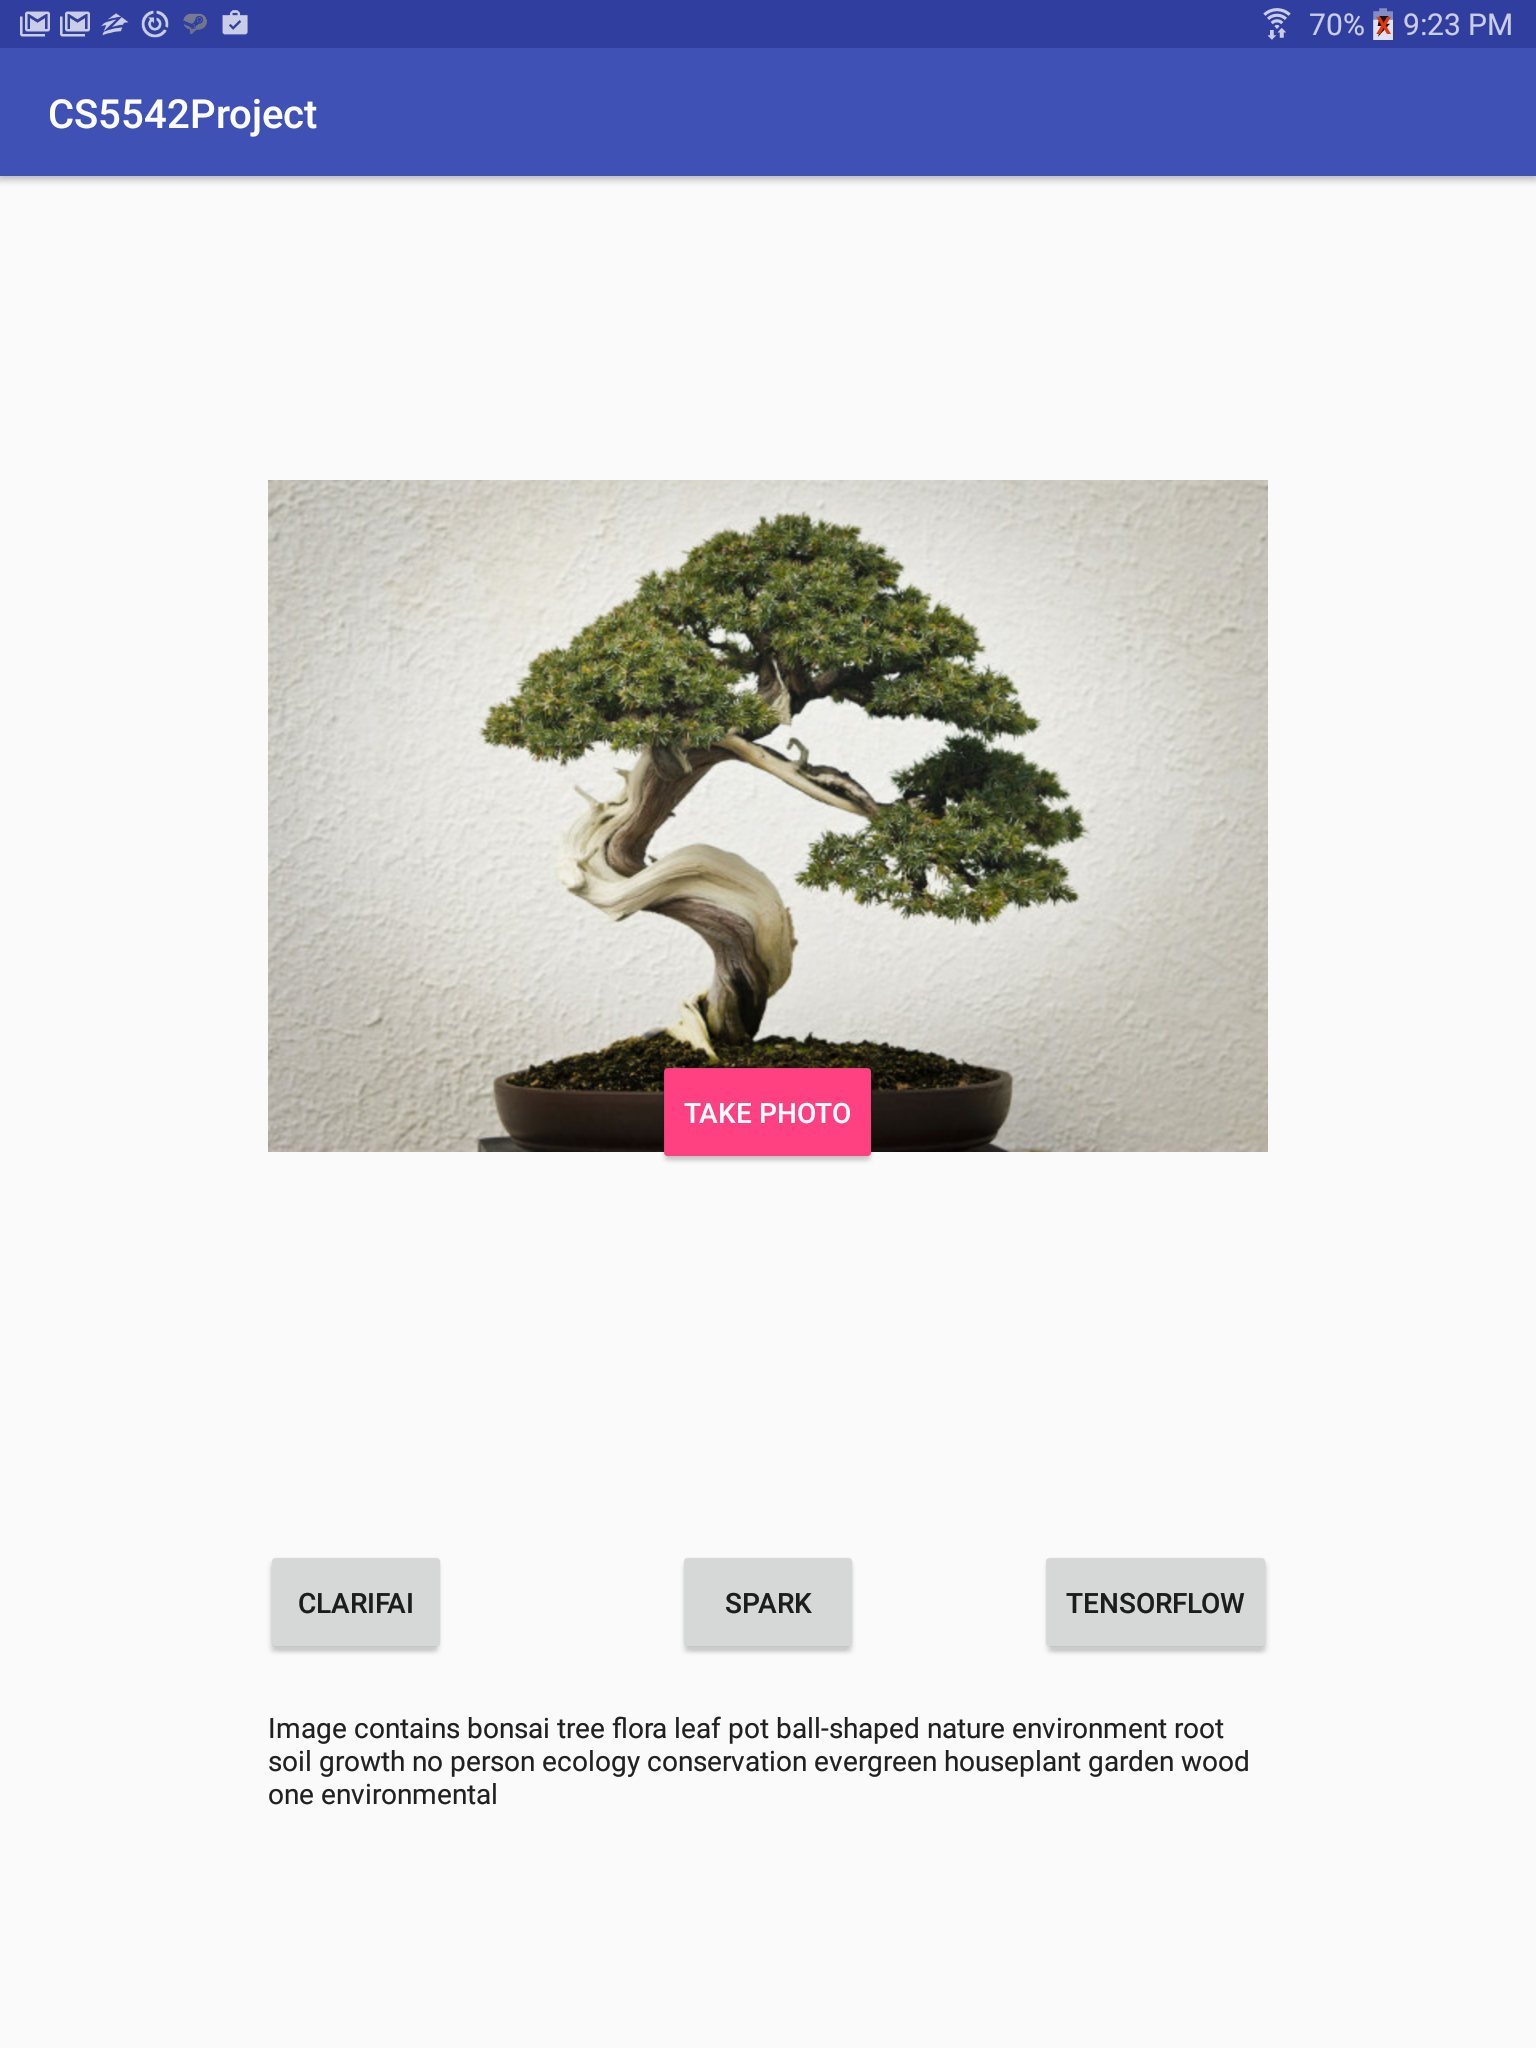 70% 9:23 PM
CS5542Project
TAKE PHOTO
CLARIFAI SPARK TENSORFLOW
Image contains bonsai tree flora leaf pot ball-shaped nature environment root
soil growth no person ecology conservation evergreen houseplant garden wood
one environmental